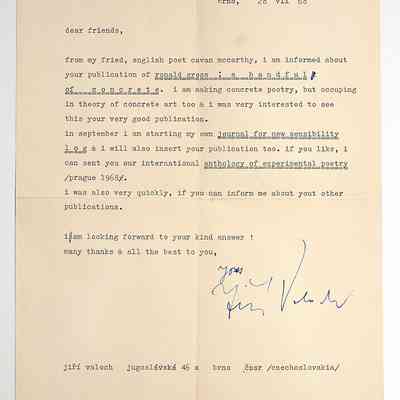 brno, 28 VII 68
dear friends,
from my fried, english poet cavan mccarthy, i am informed about
your publication of ronald gross : a handful
of concrete. i am making concrete poetry, but occuping
in theory of concrete art too & i was very interested to see
this your very good publication.
in september i am starting my own journal for new sensibility
log & i will also insert your publication too. if you like, i
can sent you our international anthology of experimental poetry
/prague 1968/.
i was also very quickly, if you can inform me about yout other
publications.
i am looking forward to your kind answer !
many thanks & all the best to you,
yours
Jiří Valoch
jiří valoch jugoslávská 46 a brno čssr /czechoslovakia/